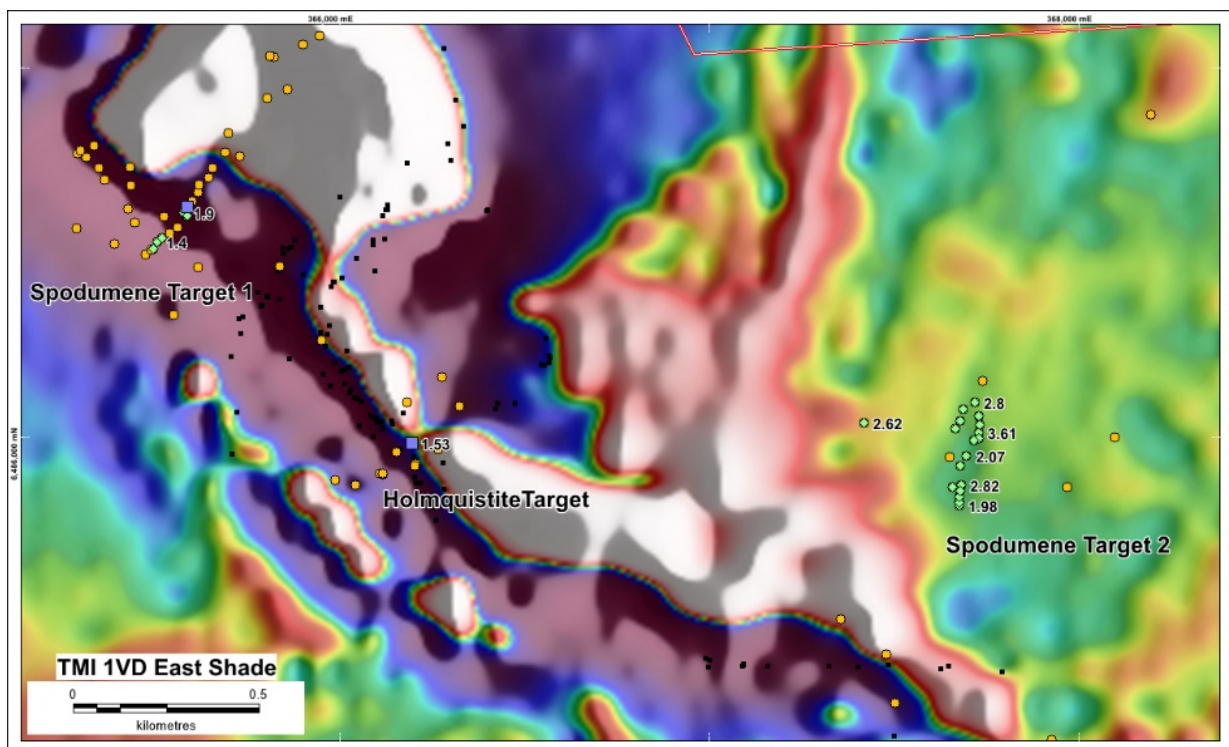 366,000 mE
368,000 mE
1.9
1.4
Spodumene Target 1
2.8
2.62
3.61
1.53
2.07
6,486,000 mN
2.82
HolmquistiteTarget
1.98
Spodumene Target 2
TMI 1VD East Shade
0 0.5
kilometres